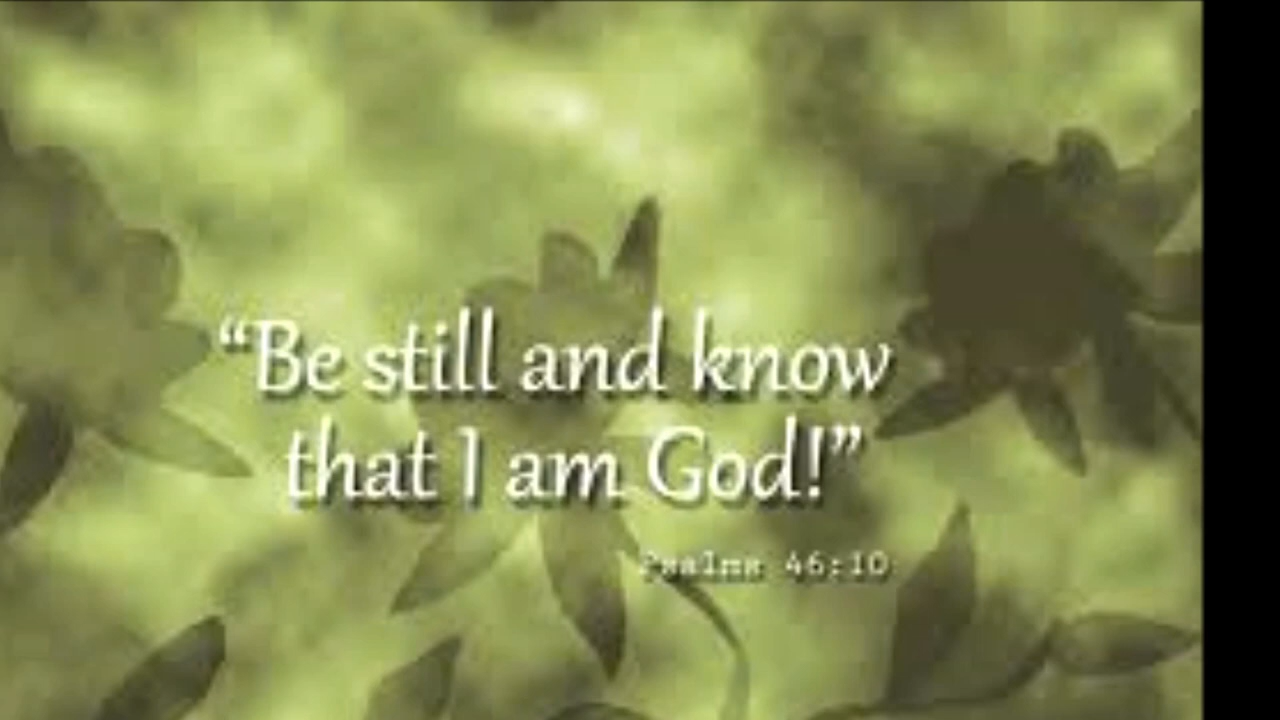 “Be still and know
that I am God!”
Psalms 46:10